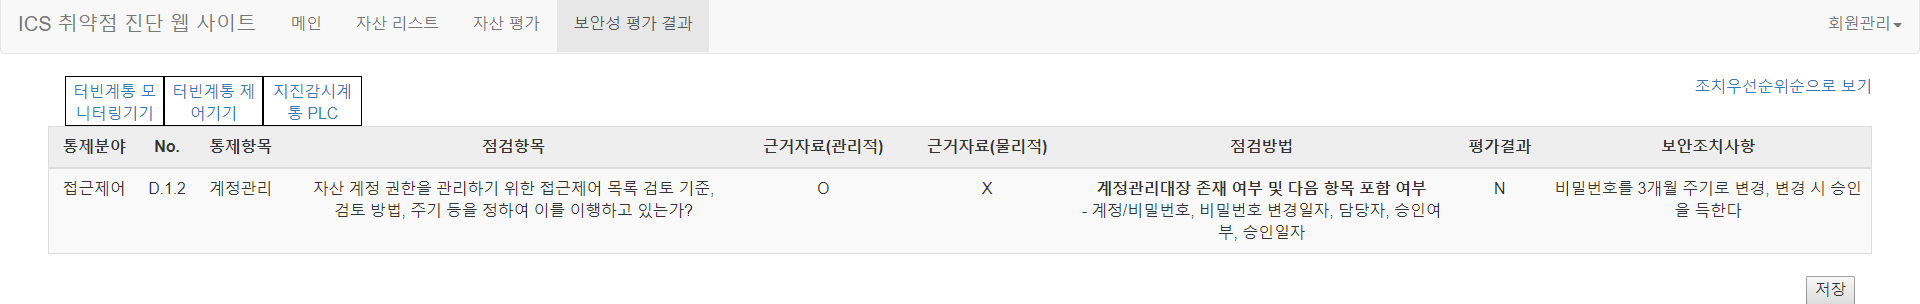 ICS 취약점 진단 웹 사이트 메인 자산 리스트 자산 평가 보안성 평가 결과 회원관리
조치우선순위순으로 보기
터빈계통 모니터링기기 터빈계통 제어기기 지진감시계통 PLC
통제분야 No. 통제항목 점검항목 근거자료(관리적) 근거자료(물리적) 점검방법 평가결과 보안조치사항
접근제어 D.1.2 계정관리 자산 계정 권한을 관리하기 위한 접근제어 목록 검토 기준, O X 계정관리대장 존재 여부 및 다음 항목 포함 여부 N 비밀번호를 3개월 주기로 변경, 변경 시 승인
검토 방법, 주기 등을 정하여 이를 이행하고 있는가? - 계정/비밀번호, 비밀번호 변경일자, 담당자, 승인여 을 득한다
부, 승인일자
저장